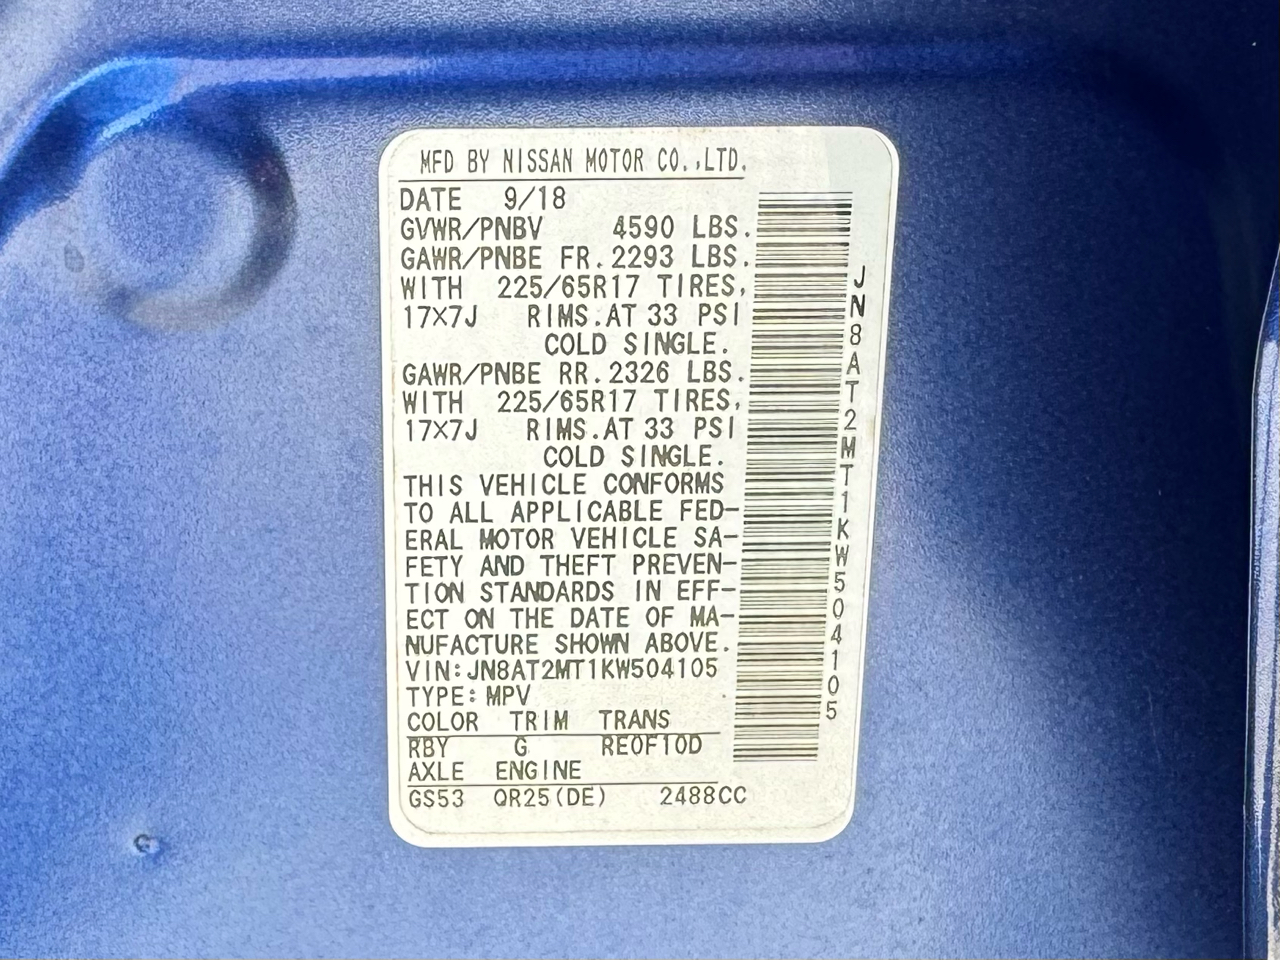 MFD BY NISSAN MOTOR CO.,LTD.
DATE 9/18
GVWR/PNBV 4590 LBS.
GAWR/PNBE FR. 2293 LBS.
WITH 225/65R17 TIRES,
17×7J RIMS. AT 33 PSI
COLD SINGLE.
GAWR/PNBE RR. 2326 LBS.
WITH 225/65R17 TIRES,
17×7J RIMS. AT 33 PSI
COLD SINGLE.
THIS VEHICLE CONFORMS
TO ALL APPLICABLE FED-
ERAL MOTOR VEHICLE SA-
FETY AND THEFT PREVEN-
TION STANDARDS IN EFF-
ECT ON THE DATE OF MA-
NUFACTURE SHOWN ABOVE.
VIN: JN8AT2MT1KW504105
TYPE: MPV
COLOR TRIM TRANS
RBY G RE0F10D
AXLE ENGINE
GS53 QR25(DE) 2488CC
JN8AT2MT1KW504105